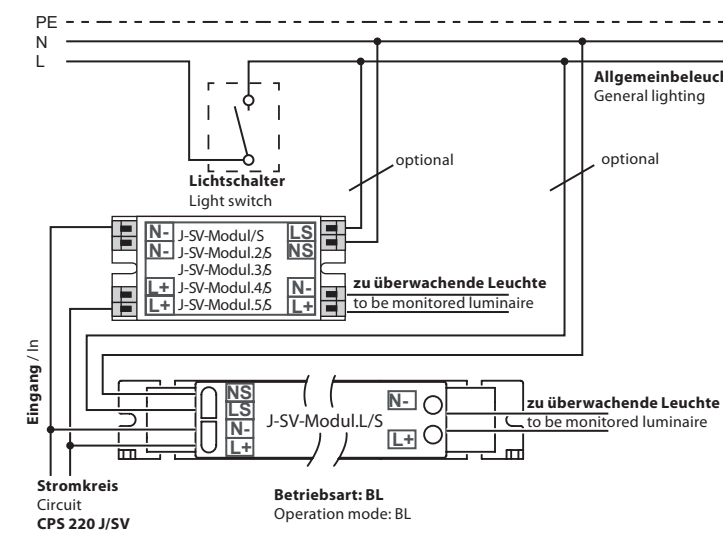 PE
N
L
Allgemeinbeleuch
General lighting
optional
optional
Lichtschalter
Light switch
N-
N-
L+
L+
J-SV-Modul/S
J-SV-Modul.2/S
J-SV-Modul.3/S
J-SV-Modul.4/S
J-SV-Modul.5/S
LS
NS
N-
L+
zu überwachende Leuchte
to be monitored luminaire
Eingang / In
NS
LS
N-
L+
J-SV-Modul.L/S
N-
L+
zu überwachende Leuchte
to be monitored luminaire
Stromkreis
Circuit
CPS 220 J/SV
Betriebsart: BL
Operation mode: BL